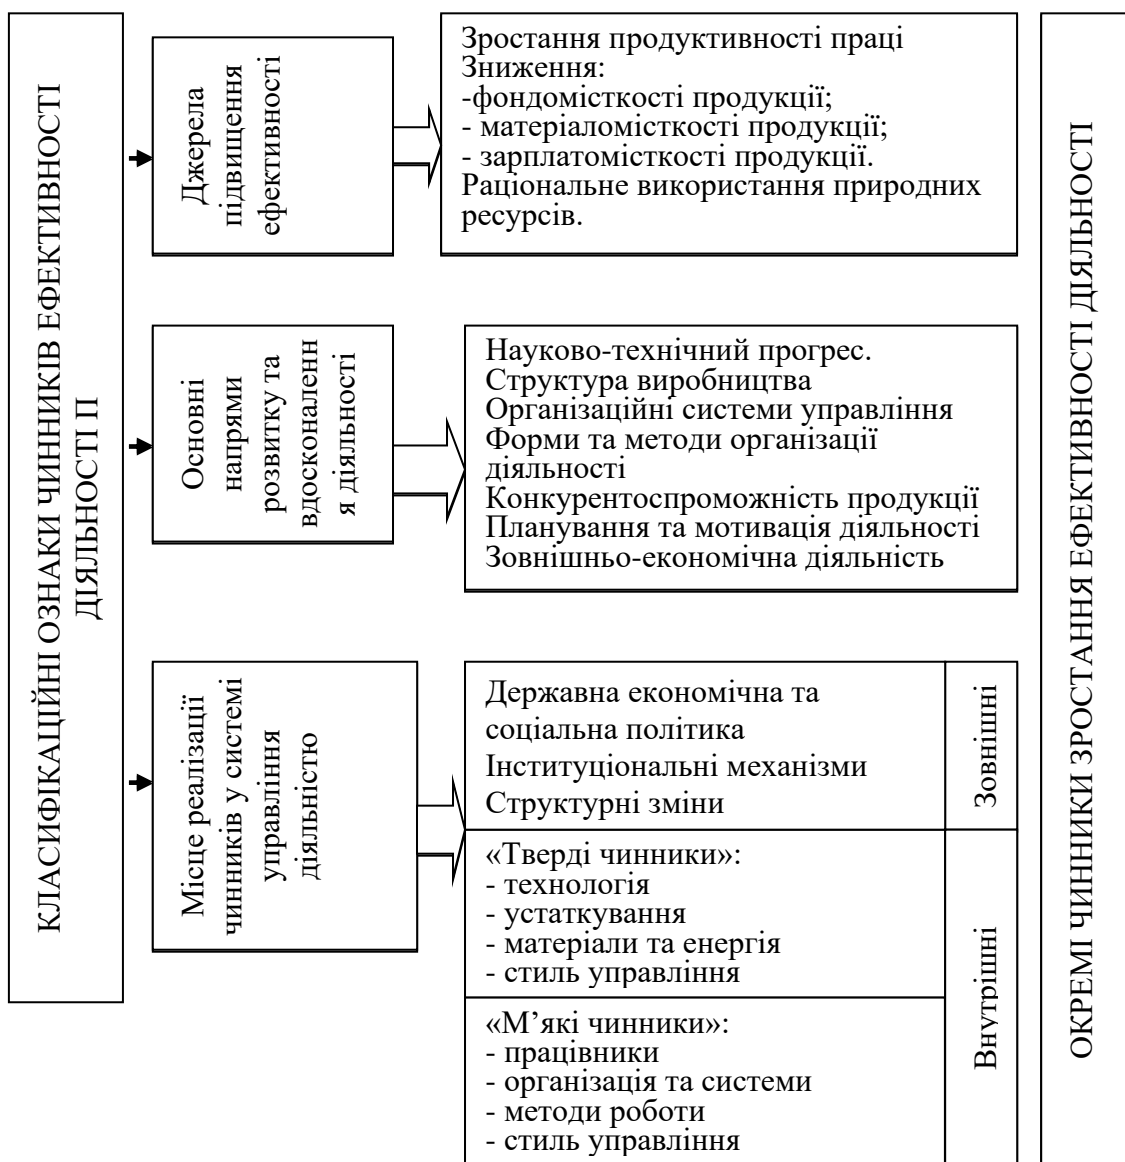 КЛАСИФІКАЦІЙНІ ОЗНАКИ ЧИННИКІВ ЕФЕКТИВНОСТІ
ДІЯЛЬНОСТІ ІІ
Джерела
підвищення
ефективності
Зростання продуктивності праці
Зниження:
-фондомісткості продукції;
- матеріаломісткості продукції;
- зарплатомісткості продукції.
Раціональне використання природних
ресурсів.
Основні
напрями
розвитку та
вдосконаленн
я діяльності
Науково-технічний прогрес.
Структура виробництва
Організаційні системи управління
Форми та методи організації
діяльності
Конкурентоспроможність продукції
Планування та мотивація діяльності
Зовнішньо-економічна діяльність
Місце реалізації
чинників у системі
управління
діяльністю
Державна економічна та
соціальна політика
Інституціональні механізми
Структурні зміни
Зовнішні
«Тверді чинники»:
- технологія
- устаткування
- матеріали та енергія
- стиль управління
«М’які чинники»:
- працівники
- організація та системи
- методи роботи
- стиль управління
Внутрішні
ОКРЕМІ ЧИННИКИ ЗРОСТАННЯ ЕФЕКТИВНОСТІ ДІЯЛЬНОСТІ